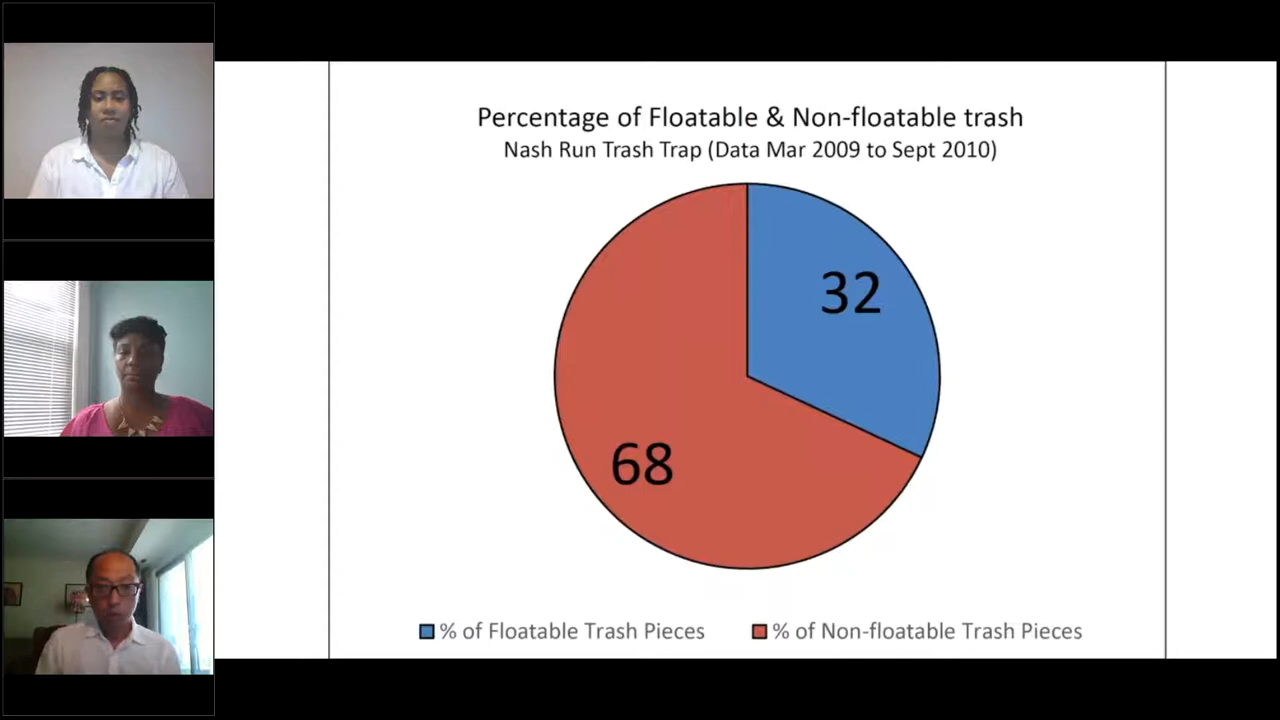 Percentage of Floatable & Non-floatable trash
Nash Run Trash Trap (Data Mar 2009 to Sept 2010)
32
68
% of Floatable Trash Pieces
% of Non-floatable Trash Pieces